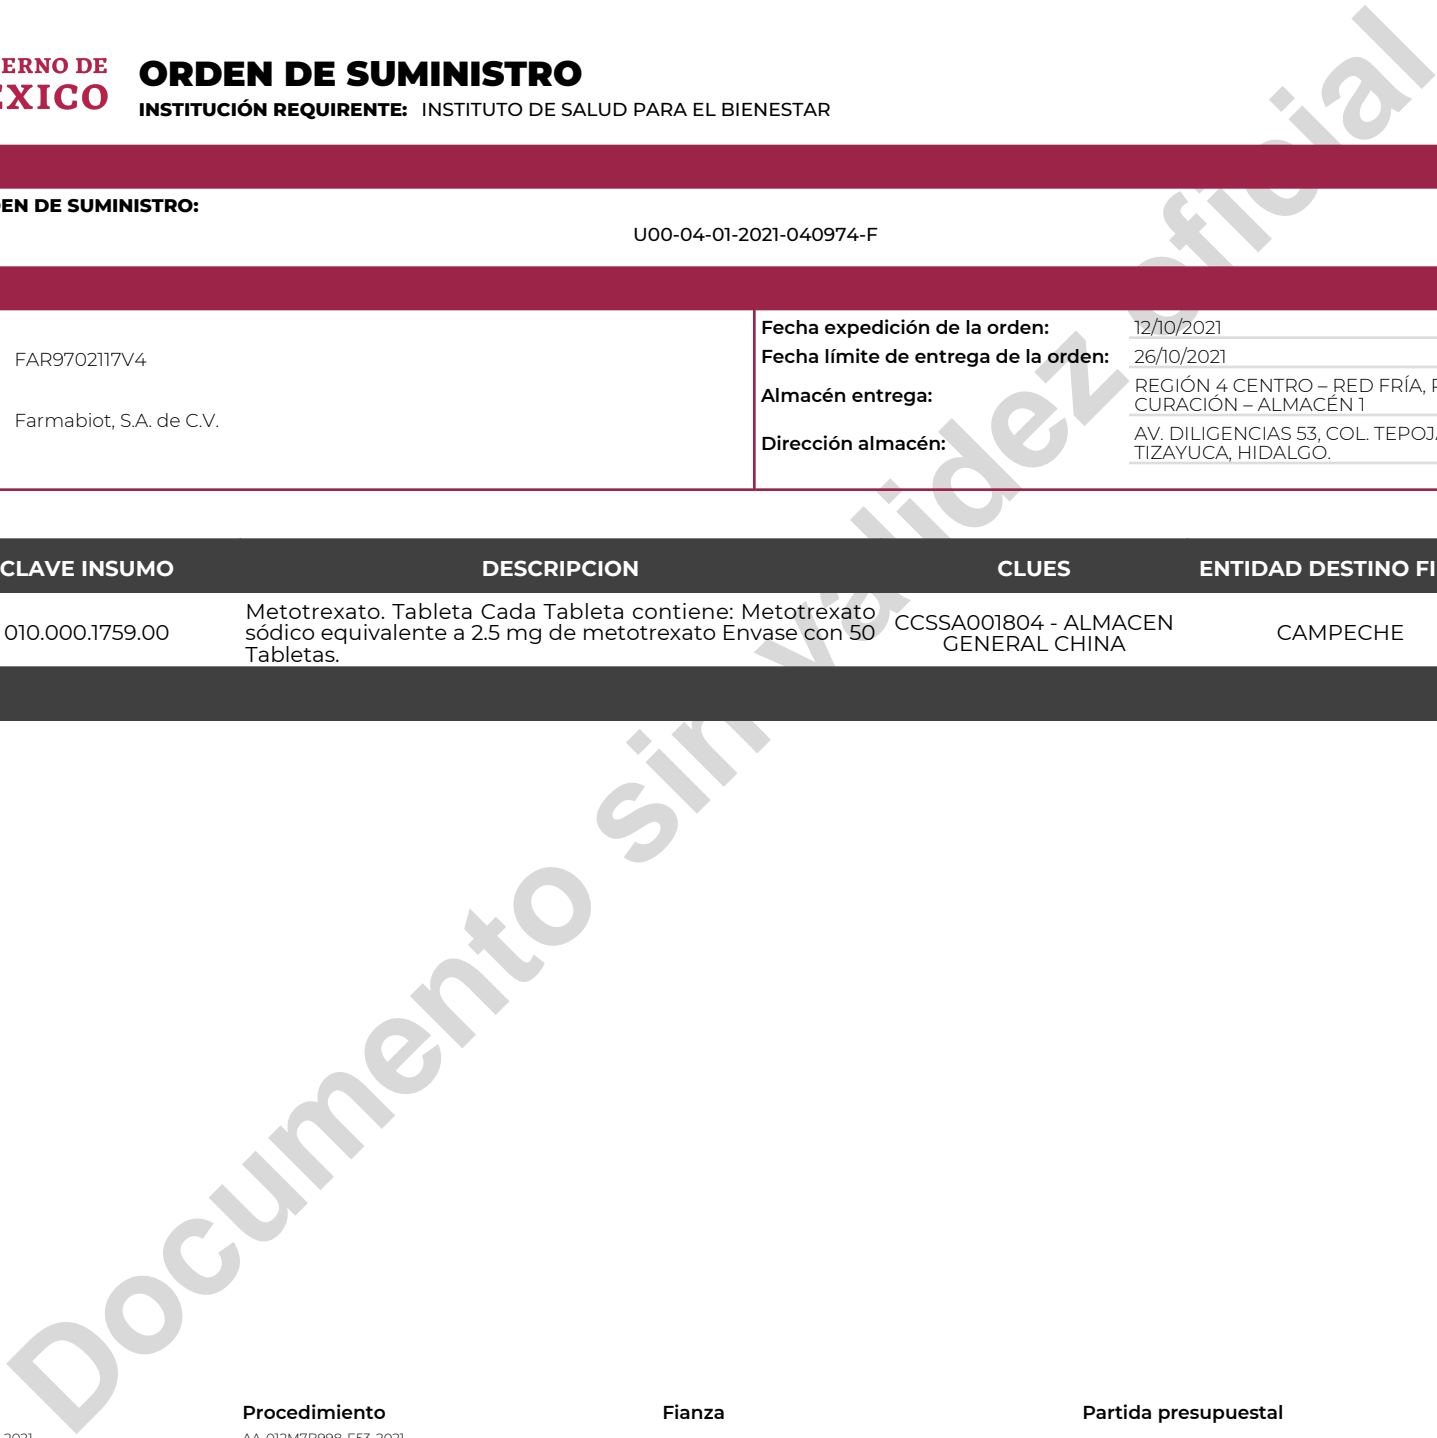 ORDEN DE SUMINISTRO
INSTITUCIÓN REQUIRENTE: INSTITUTO DE SALUD PARA EL BIENESTAR
ERNO DE
EXICO
EN DE SUMINISTRO:
U00-04-01-2021-040974-F
FAR9702117V4
Farmabiot, S.A. de C.V.
Fecha expedición de la orden: 12/10/2021
Fecha límite de entrega de la orden: 26/10/2021
Almacén entrega: REGIÓN 4 CENTRO – RED FRÍA,
CURACIÓN – ALMACÉN 1
Dirección almacén: AV. DILIGENCIAS 53, COL.
TIZAYUCA, HIDALGO.
CLAVE INSUMO DESCRIPCION CLUES ENTIDAD DESTINO
010.000.1759.00
Metotrexato. Tableta Cada Tableta contiene: Metotrexato
sódico equivalente a 2.5 mg de metotrexato Envase con 50
Tabletas.
CCSSA001804 - ALMACEN
GENERAL CHINA
CAMPECHE
Documento sin validez oficial
Procedimiento Fianza Partida presupuestal